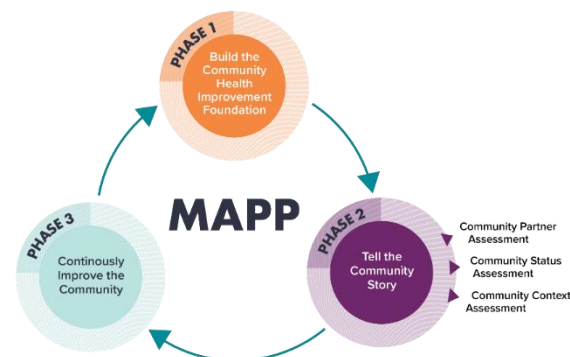 PHASE 1
Build the
Community
Health
Improvement
Foundation
MAPP
PHASE 2
Tell the
Community
Story
Community Partner
Assessment
Community Status
Assessment
Community Context
Assessment
PHASE 3
Continously
Improve the
Community